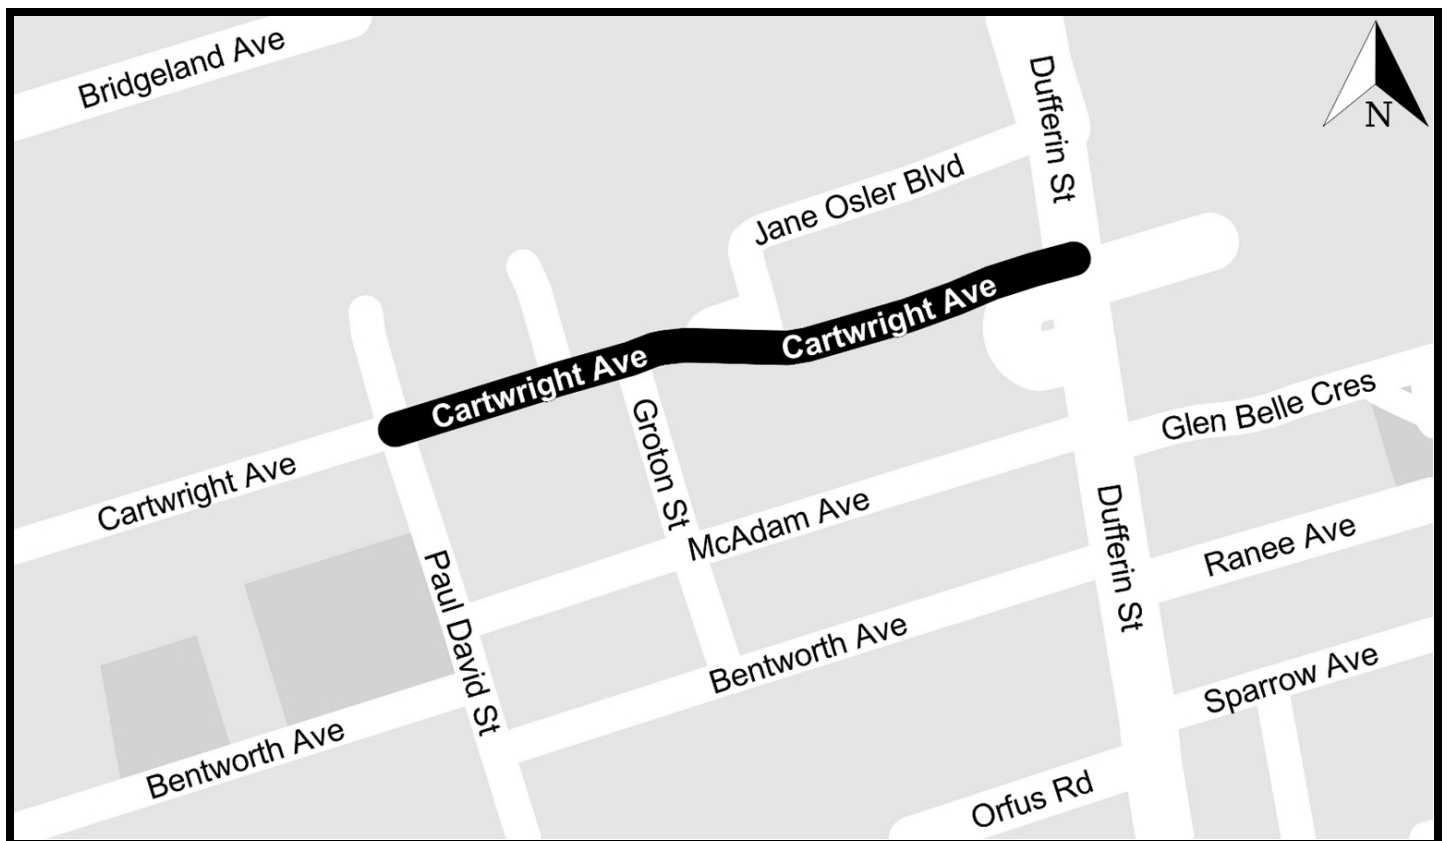 Bridgeland Ave
Dufferin St
N
Jane Osler Blvd
Cartwright Ave
Cartwright Ave
Glen Belle Cres
Groton St
Cartwright Ave
McAdam Ave
Dufferin St
Ranee Ave
Paul David St
Bentworth Ave
Sparrow Ave
Bentworth Ave
Orfus Rd